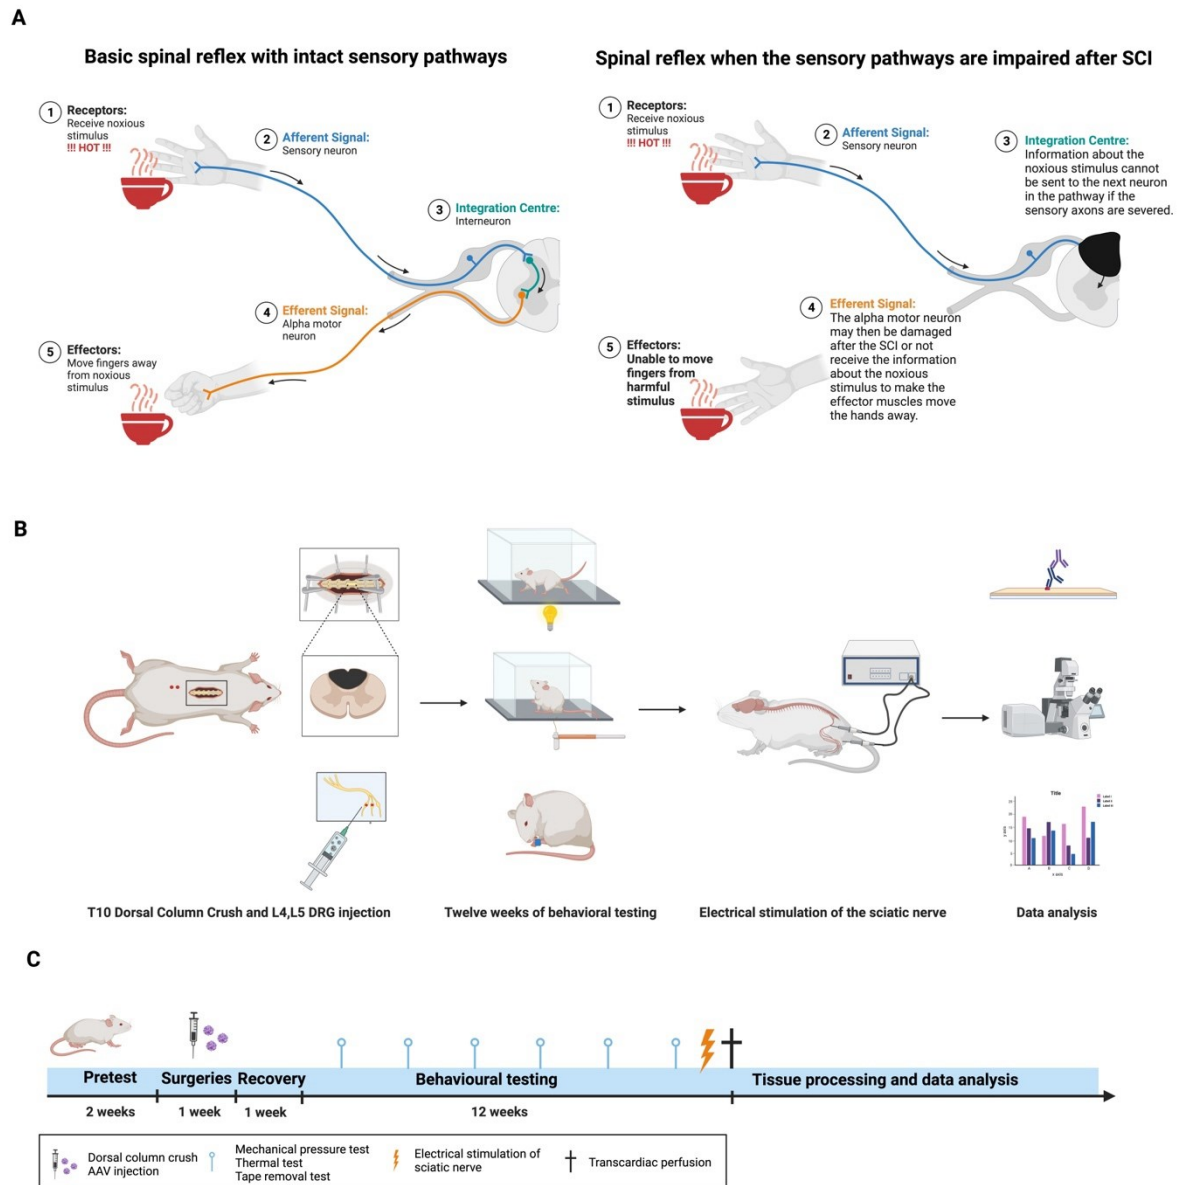 A
Basic spinal reflex with intact sensory pathways
1
Receptors:
Receive noxious
stimulus
!!! HOT !!!
2
Afferent Signal:
Sensory neuron
3
Integration Centre:
Interneuron
4
Efferent Signal:
Alpha motor
neuron
5
Effectors:
Move fingers away
from noxious
stimulus
Spinal reflex when the sensory pathways are impaired after SCI
1
Receptors:
Receive noxious
stimulus
!!! HOT !!!
2
Afferent Signal:
Sensory neuron
3
Integration Centre:
Information about the
noxious stimulus cannot
be sent to the next neuron
in the pathway if the
sensory axons are severed.
4
Efferent Signal:
The alpha motor neuron
may then be damaged
after the SCI or not
receive the information
about the noxious
stimulus to make the
effector muscles move
the hands away.
5
Effectors:
Unable to move
fingers from
harmful
stimulus
B
T10 Dorsal Column Crush and L4,L5 DRG injection
Twelve weeks of behavioral testing
Electrical stimulation of the sciatic nerve
Title
A B C D
Data analysis
C
Pretest
Surgeries
Recovery
Behavioural testing
Tissue processing and data analysis
2 weeks
1 week
1 week
12 weeks
Dorsal column crush
AAV injection
Mechanical pressure test
Thermal test
Tape removal test
Electrical stimulation of
sciatic nerve
Transcardiac perfusion